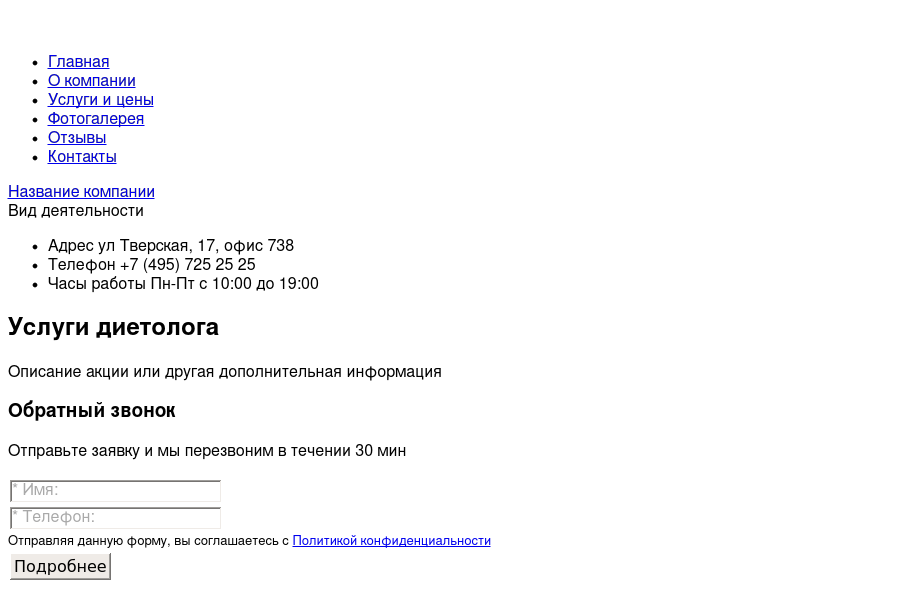 Главная
О компании
Услуги и цены
Фотогалерея
Отзывы
Контакты
Название компании
Вид деятельности
Адрес ул Тверская, 17, офис 738
Телефон +7 (495) 725 25 25
Часы работы Пн-Пт с 10:00 до 19:00
Услуги диетолога
Описание акции или другая дополнительная информация
Обратный звонок
Отправьте заявку и мы перезвоним в течении 30 мин
* Имя:
* Телефон:
Отправляя данную форму, вы соглашаетесь с Политикой конфиденциальности
Подробнее